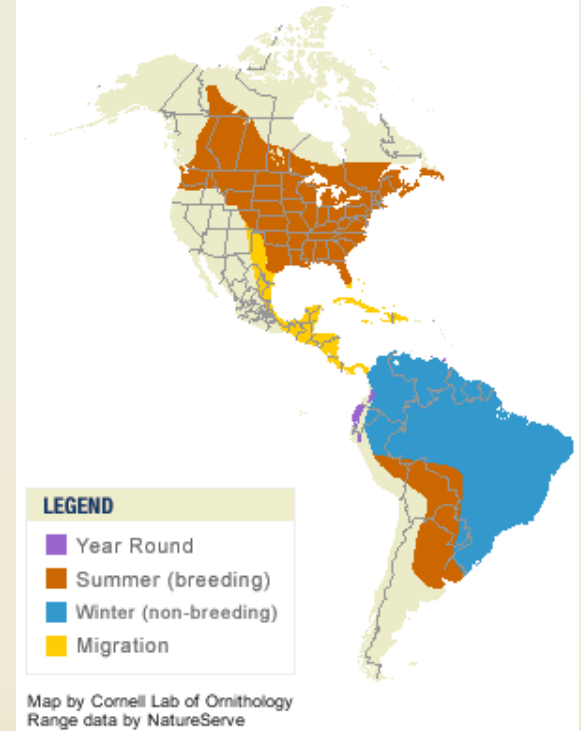 LEGEND
Year Round
Summer (breeding)
Winter (non-breeding)
Migration
Map by Cornell Lab of Ornithology
Range data by NatureServe